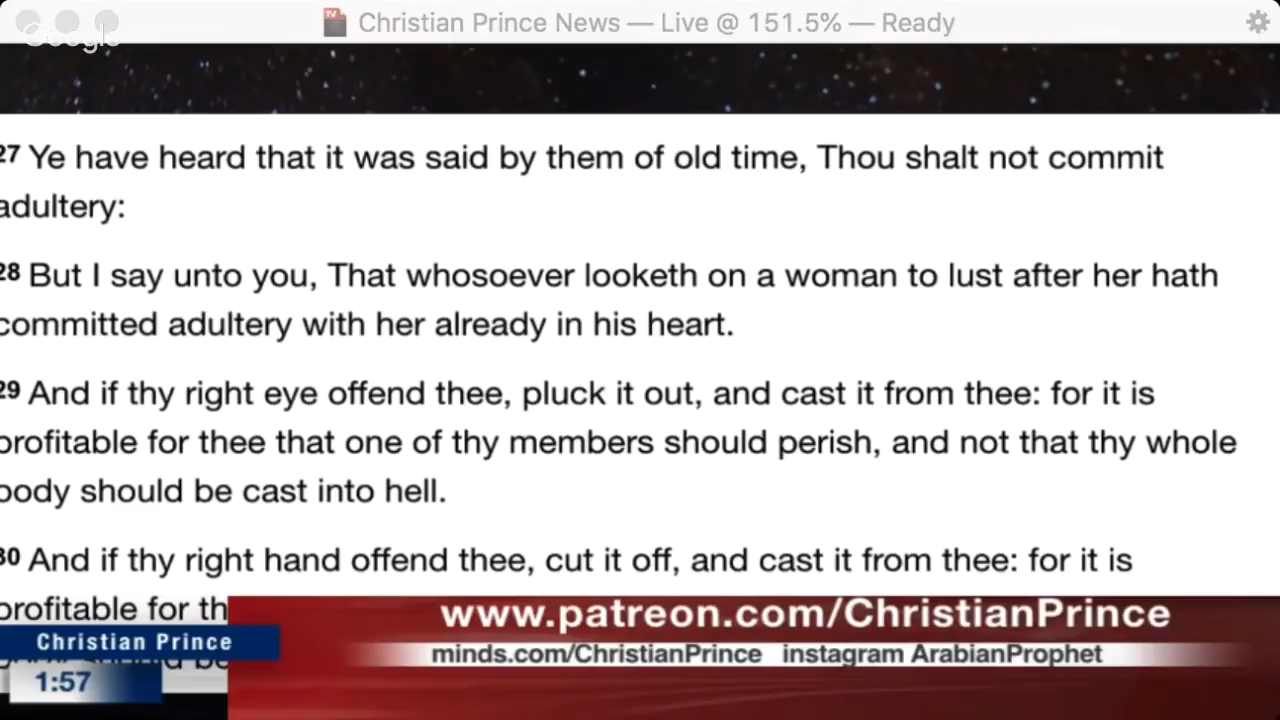 Christian Prince News — Live @ 151.5% — Ready
Google
27 Ye have heard that it was said by them of old time, Thou shalt not commit
adultery:
28 But I say unto you, That whosoever looketh on a woman to lust after her hath
committed adultery with her already in his heart.
29 And if thy right eye offend thee, pluck it out, and cast it from thee: for it is
profitable for thee that one of thy members should perish, and not that thy whole
body should be cast into hell.
30 And if thy right hand offend thee, cut it off, and cast it from thee: for it is
profitable for th
www.patreon.com/ChristianPrince
Christian Prince
minds.com/ChristianPrince instagram ArabianProphet
1:57